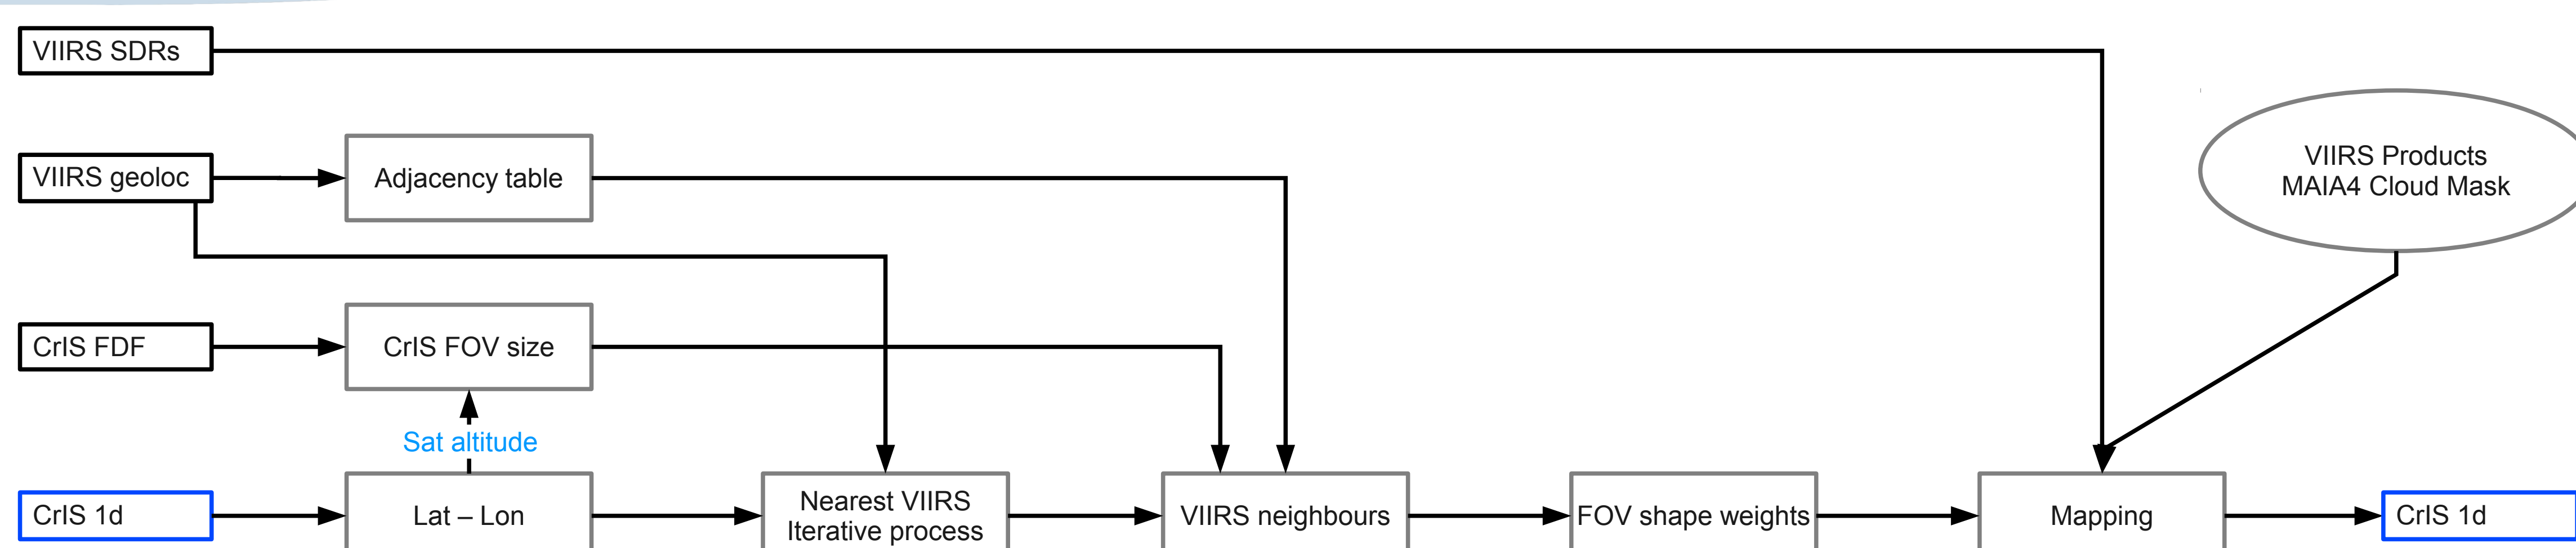 VIIRS SDRs
VIIRS Products
MAIA4 Cloud Mask
VIIRS geoloc
Adjacency table
CrIS FDF
CrIS FOV size
Sat altitude
CrIS 1d
Lat – Lon
Nearest VIIRS
Iterative process
VIIRS neighbours
FOV shape weights
Mapping
CrIS 1d